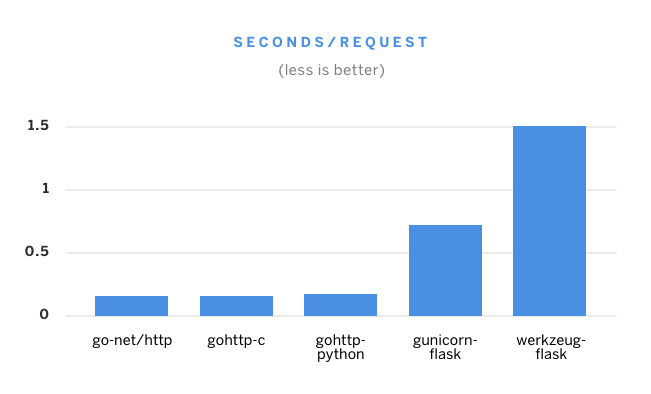 SECONDS/REQUEST
(less is better)
1.5
1
0.5
0
go-net/http
gohttp-c
gohttp-
python
gunicorn-
flask
werkzeug-
flask